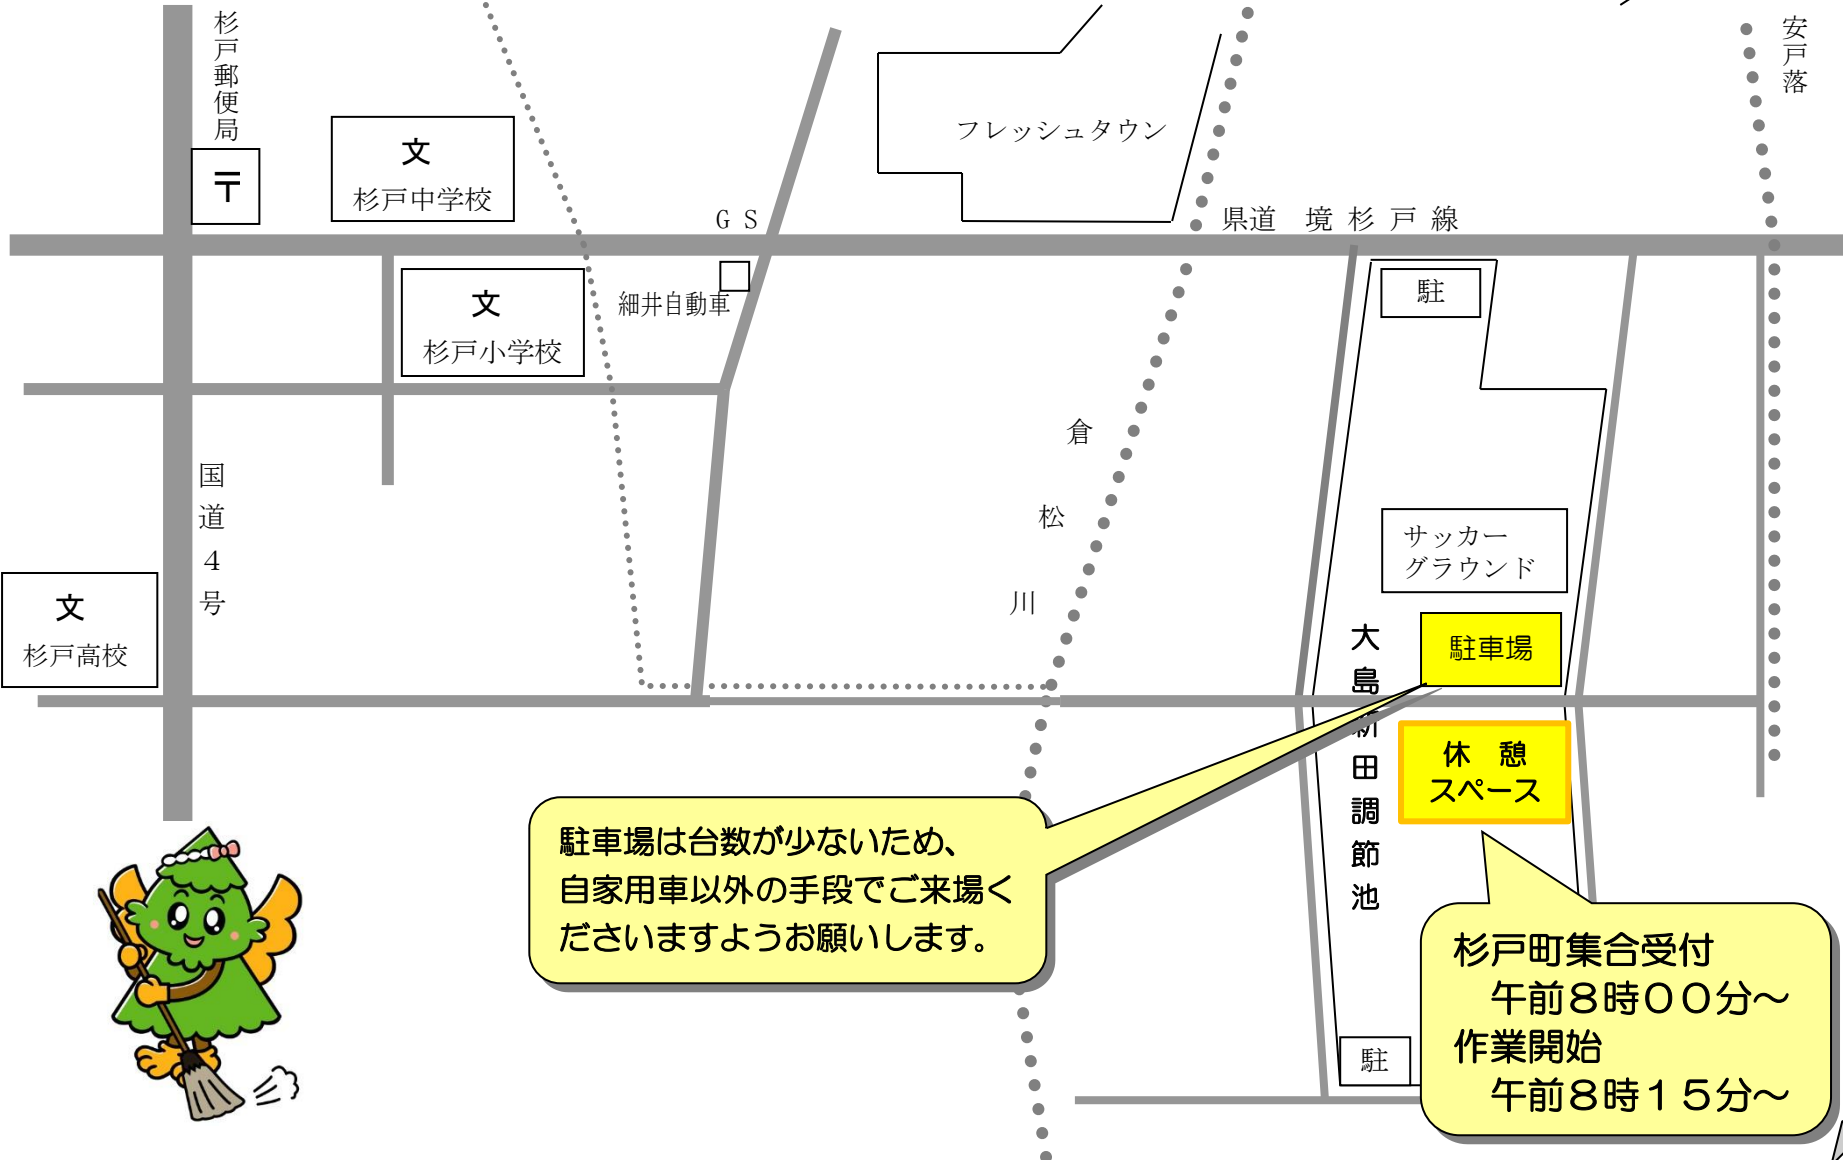 杉戸郵便局
〒
文
杉戸中学校
フレッシュタウン
安戸落
ＧＳ
県道　境杉戸線
文
杉戸小学校
細井自動車
駐
倉松川
国道４号
サッカー
グラウンド
文
杉戸高校
駐車場
大島新田調節池
休　憩
スペース
駐車場は台数が少ないため、
自家用車以外の手段でご来場く
ださいますようお願いします。
杉戸町集合受付
午前８時００分～
作業開始
午前８時１５分～
駐